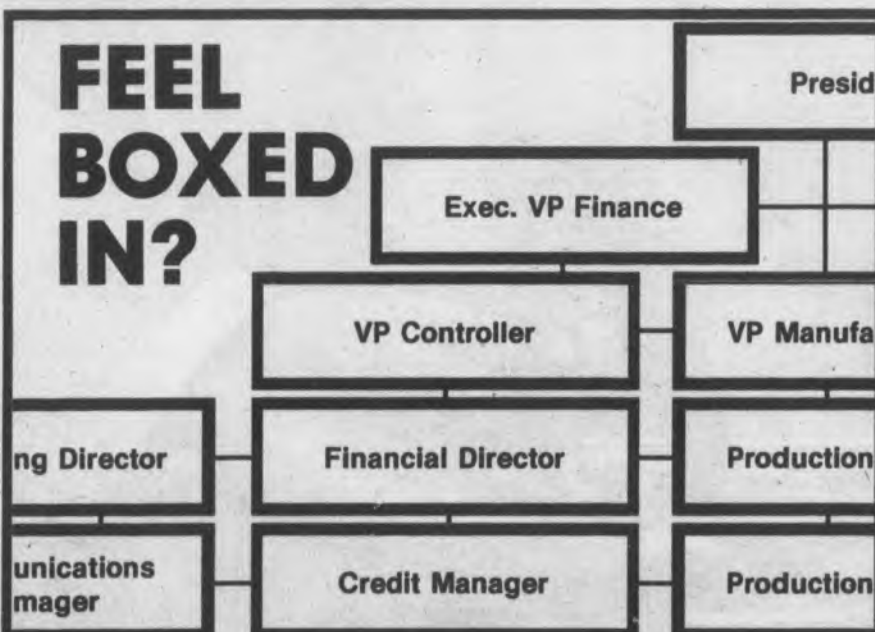 FEEL
BOXED
IN?
Presid
Exec. VP Finance
VP Controller
VP Manufa
ng Director
Financial Director
Production
unications
mager
Credit Manager
Production